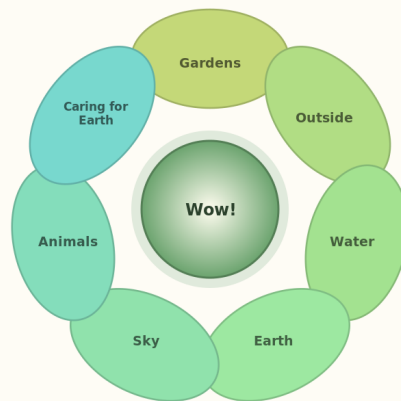 Gardens
Outside
Water
Earth
Sky
Animals
Caring for
Earth
Wow!